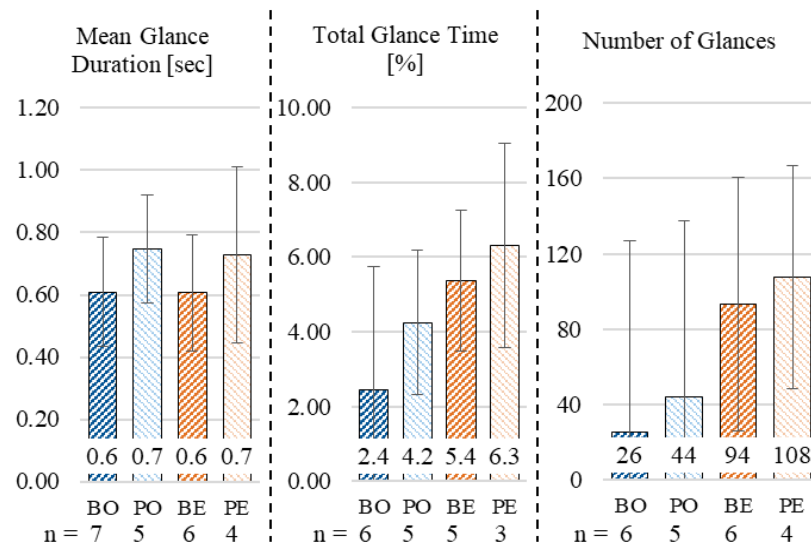 Mean Glance
Duration [sec]
1.20
1.00
0.80
0.60
0.40
0.20
0.00
0.6 0.7 0.6 0.7
BO PO BE PE
n = 7 5 6 4
Total Glance Time
[%]
10.00
8.00
6.00
4.00
2.00
0.00
2.4 4.2 5.4 6.3
BO PO BE PE
n = 6 5 5 3
Number of Glances
200
160
120
80
40
0
26 44 94 108
BO PO BE PE
n = 6 5 6 4